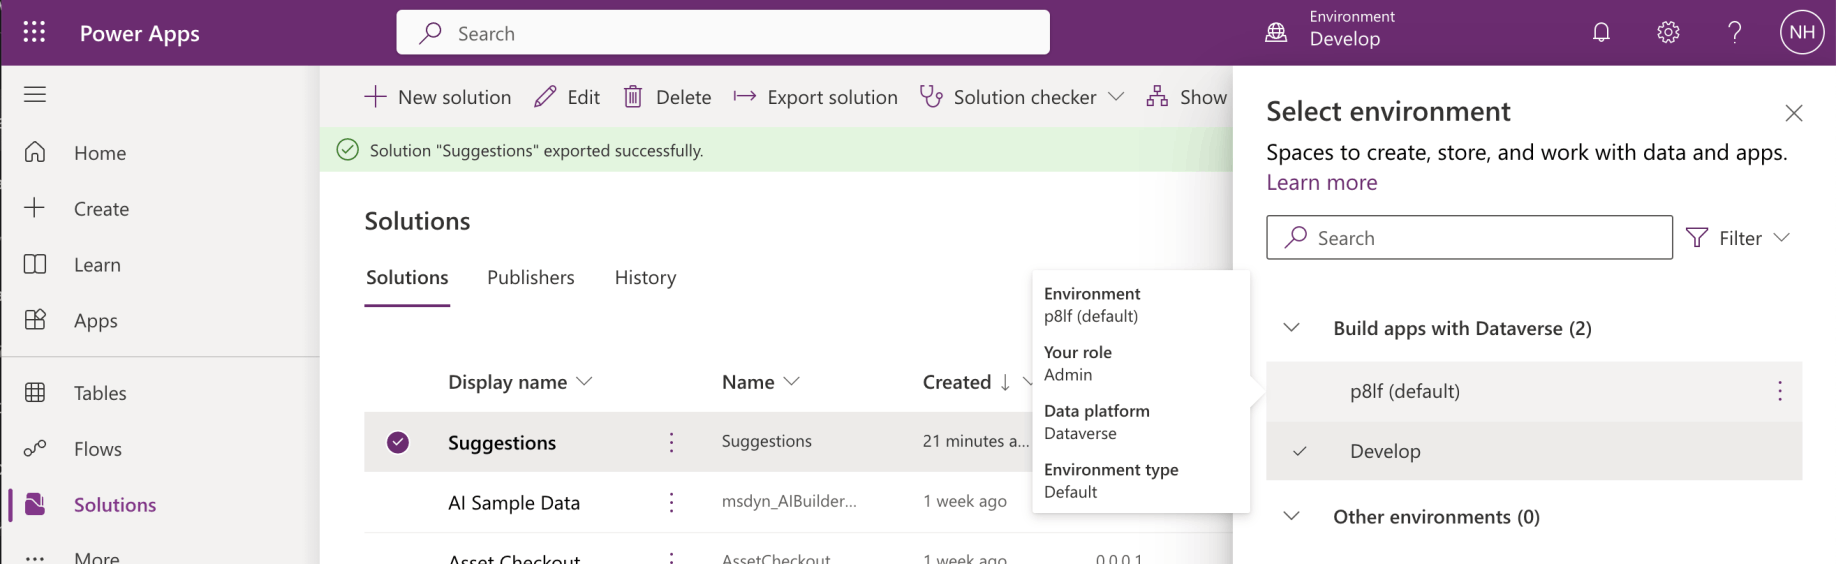 Power Apps
Search
Environment
Develop
NH
Home
Create
Learn
Apps
Tables
Flows
Solutions
More
New solution
Edit
Delete
Export solution
Solution checker
Show
Solution "Suggestions" exported successfully.
Solutions
Solutions
Publishers
History
Display name
Name
Created
Suggestions
Suggestions
21 minutes a...
AI Sample Data
msdyn_AIBuilder...
1 week ago
Asset Checkout
AssetCheckout
1 week ago
0.0.0.1
Environment
p8lf (default)
Your role
Admin
Data platform
Dataverse
Environment type
Default
Select environment
Spaces to create, store, and work with data and apps.
Learn more
Search
Filter
Build apps with Dataverse (2)
p8lf (default)
Develop
Other environments (0)